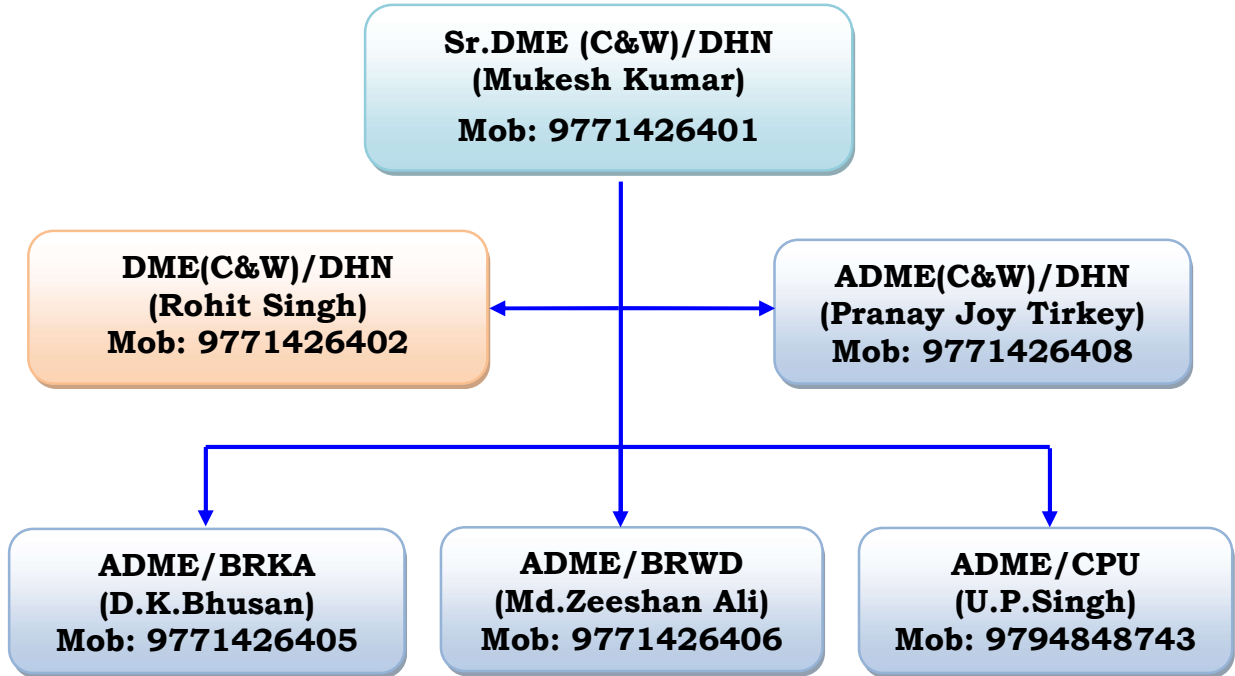 Sr.DME (C&W)/DHN
(Mukesh Kumar)
Mob: 9771426401
DME(C&W)/DHN
(Rohit Singh)
Mob: 9771426402
ADME(C&W)/DHN
(Pranay Joy Tirkey)
Mob: 9771426408
ADME/BRKA
(D.K.Bhusan)
Mob: 9771426405
ADME/BRWD
(Md.Zeeshan Ali)
Mob: 9771426406
ADME/CPU
(U.P.Singh)
Mob: 9794848743